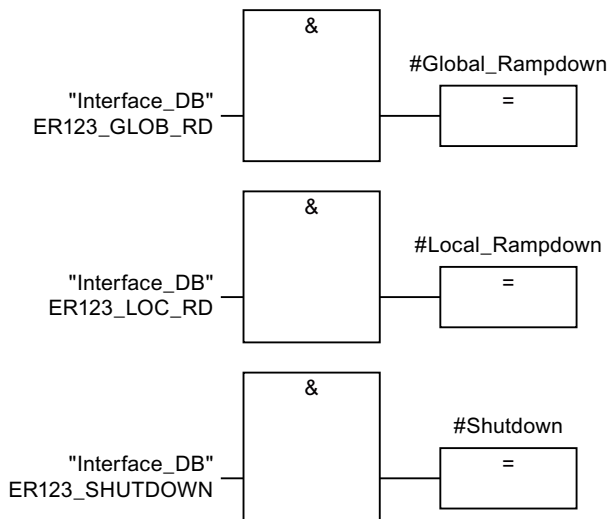 &
#Global_Rampdown
=
"Interface_DB"
ER123_GLOB_RD
&
#Local_Rampdown
=
"Interface_DB"
ER123_LOC_RD
&
#Shutdown
=
"Interface_DB"
ER123_SHUTDOWN